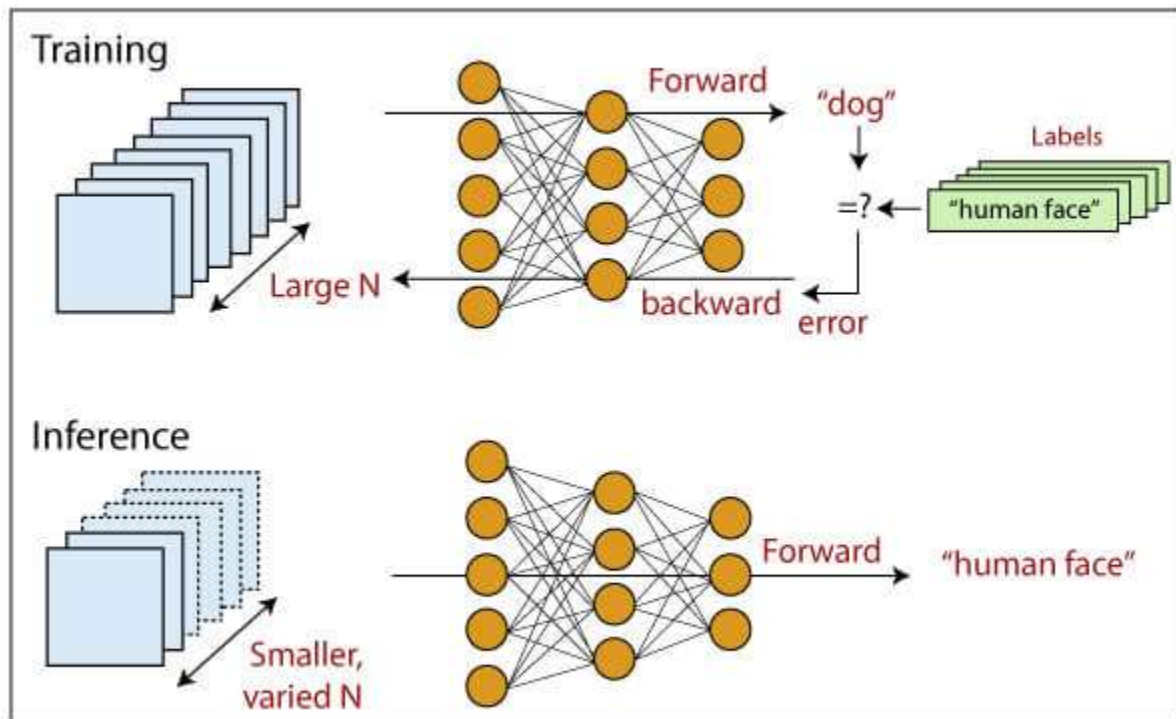 Training
Forward
"dog"
Labels
=?
"human face"
Large N
backward
error
Inference
Forward
"human face"
Smaller,
varied N